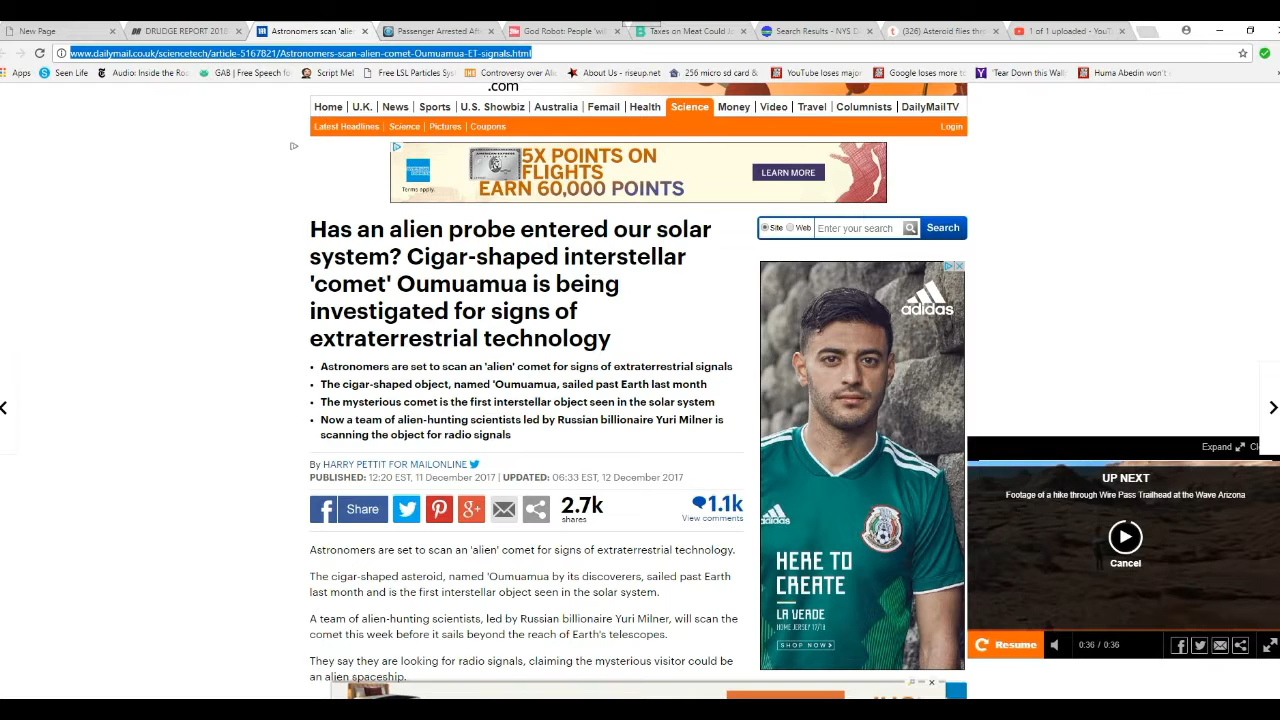 New Page
DRUDGE REPORT 2018
Astronomers scan 'alie
Passenger Arrested Aft
God Robot: People 'wi
Taxes on Meat Could J
Search Results - NYS D
(326) Asteroid flies thr
1 of 1 uploaded - YouT
www.dailymail.co.uk/sciencetech/article-5167821/Astronomers-scan-alien-comet-Oumuamua-ET-signals.html
Apps
Seen Life
Audio: Inside the Ro
GAB | Free Speech fo
Script Mel
Free LSL Particles Sys
Controversy over Ali
About Us - riseup.net
256 micro sd card &
YouTube loses major
Google loses more t
'Tear Down this Wall
Huma Abedin won't
.com
Home | U.K. | News | Sports | U.S. Showbiz | Australia | Femail | Health | Science | Money | Video | Travel | Columnists | DailyMailTV
Latest Headlines | Science | Pictures | Coupons
Login
Terms apply.
5X POINTS ON
FLIGHTS
EARN 60,000 POINTS
LEARN MORE
Has an alien probe entered our solar
system? Cigar-shaped interstellar
'comet' Oumuamua is being
investigated for signs of
extraterrestrial technology
Site Web Enter your search Search
• Astronomers are set to scan an 'alien' comet for signs of extraterrestrial signals
• The cigar-shaped object, named 'Oumuamua, sailed past Earth last month
• The mysterious comet is the first interstellar object seen in the solar system
• Now a team of alien-hunting scientists led by Russian billionaire Yuri Milner is
scanning the object for radio signals
By HARRY PETTIT FOR MAILONLINE
PUBLISHED: 12:20 EST, 11 December 2017 | UPDATED: 06:33 EST, 12 December 2017
f Share
g+
2.7k
shares
1.1k
View comments
Astronomers are set to scan an 'alien' comet for signs of extraterrestrial technology.
The cigar-shaped asteroid, named 'Oumuamua by its discoverers, sailed past Earth
last month and is the first interstellar object seen in the solar system.
A team of alien-hunting scientists, led by Russian billionaire Yuri Milner, will scan the
comet this week before it sails beyond the reach of Earth's telescopes.
They say they are looking for radio signals, claiming the mysterious visitor could be
an alien spaceship.
adidas
adidas
HERE TO
CREATE
LA VERDE
HOME JERSEY 17/18
SHOP NOW
Expand
UP NEXT
Footage of a hike through Wire Pass Trailhead at the Wave Arizona
Cancel
Resume
0:36 / 0:36